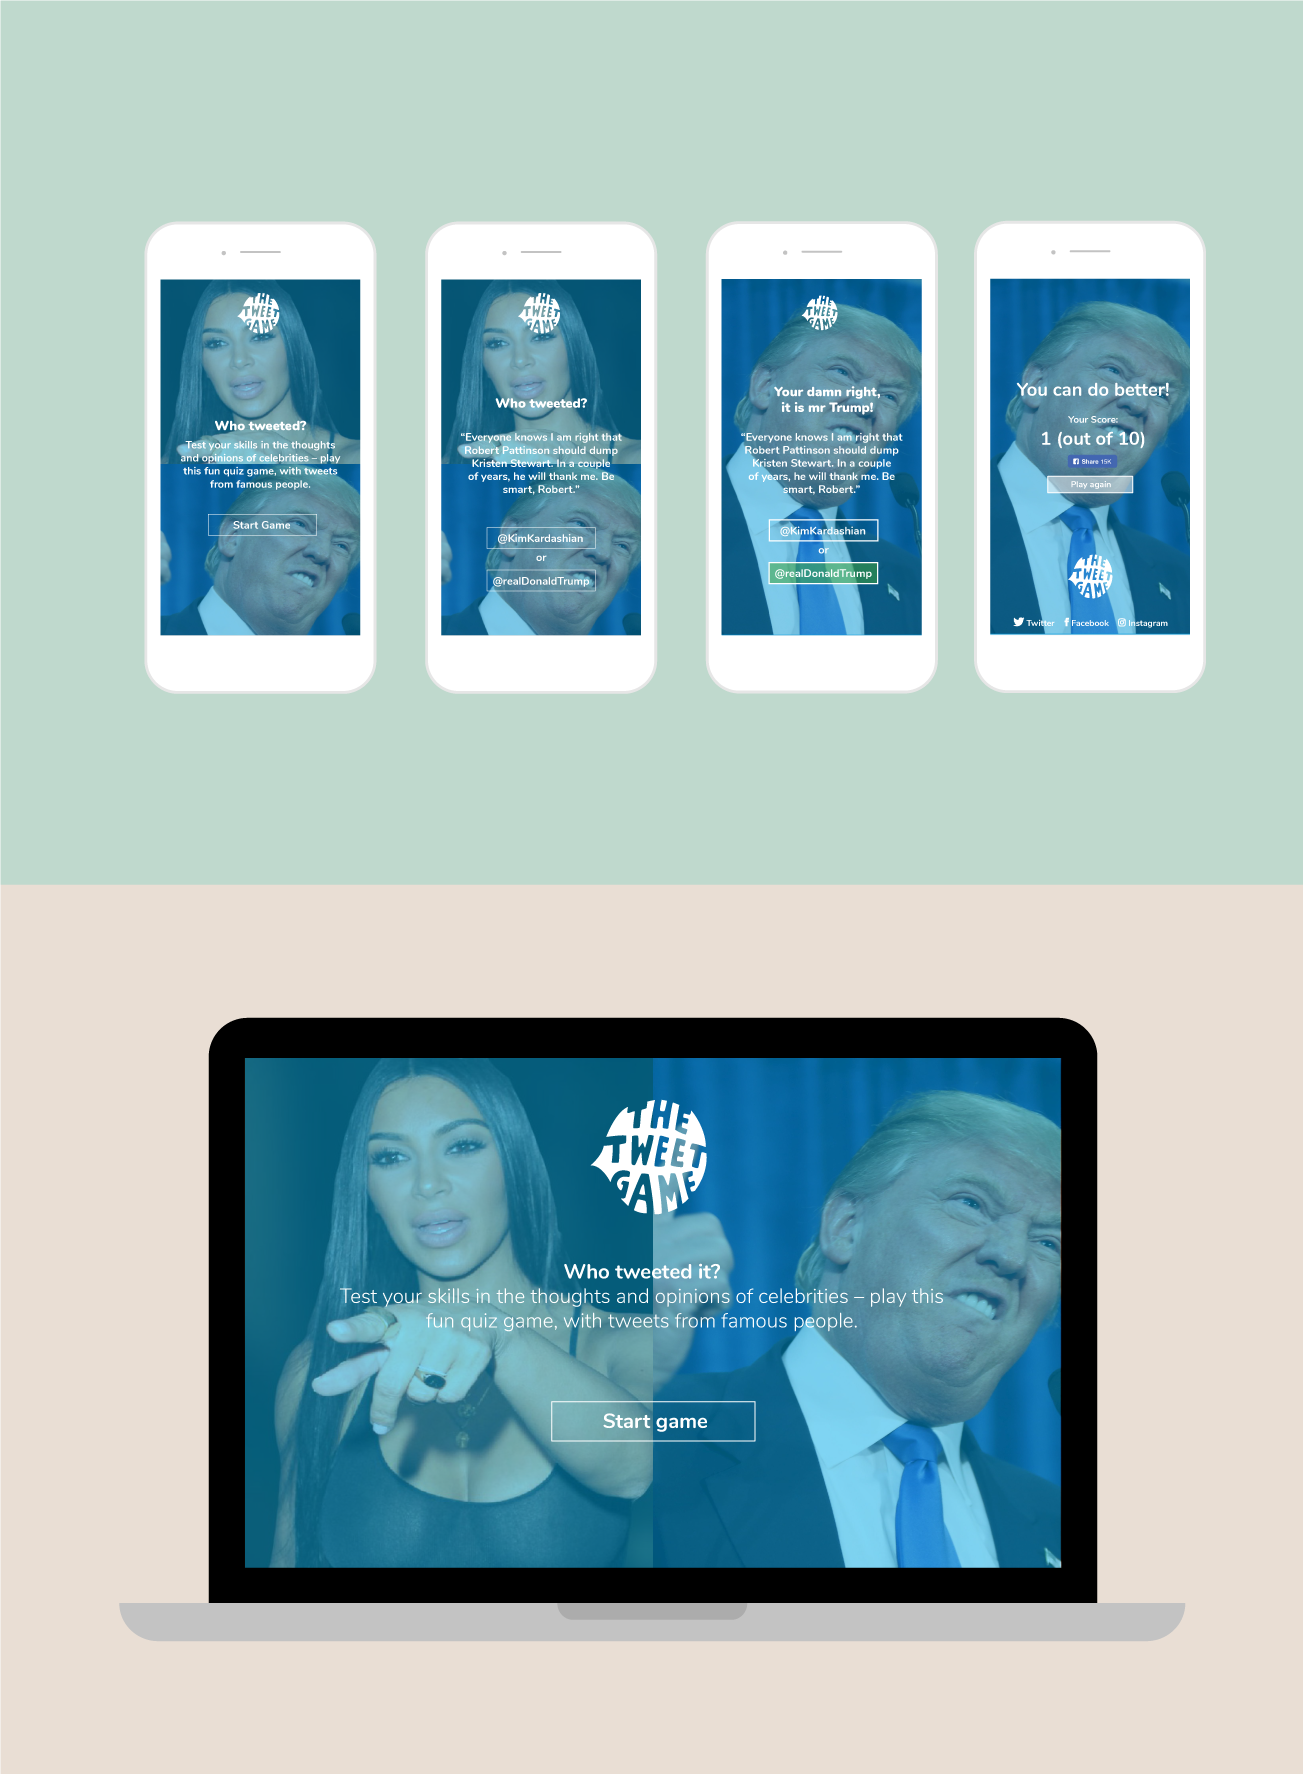 THE
TWEET
GAME
Who tweeted?
Test your skills in the thoughts
and opinions of celebrities – play
this fun quiz game, with tweets
from famous people.
Start Game
THE
TWEET
GAME
Who tweeted?
“Everyone knows I am right that
Robert Pattinson should dump
Kristen Stewart. In a couple
of years, he will thank me. Be
smart, Robert.”
@KimKardashian
or
@realDonaldTrump
THE
TWEET
GAME
Your damn right,
it is mr Trump!
“Everyone knows I am right that
Robert Pattinson should dump
Kristen Stewart. In a couple
of years, he will thank me. Be
smart, Robert.”
@KimKardashian
or
@realDonaldTrump
You can do better!
Your Score:
1 (out of 10)
Share 15K
Play again
THE
TWEET
GAME
Twitter Facebook Instagram
THE
TWEET
GAME
Who tweeted it?
Test your skills in the thoughts and opinions of celebrities – play this
fun quiz game, with tweets from famous people.
Start game